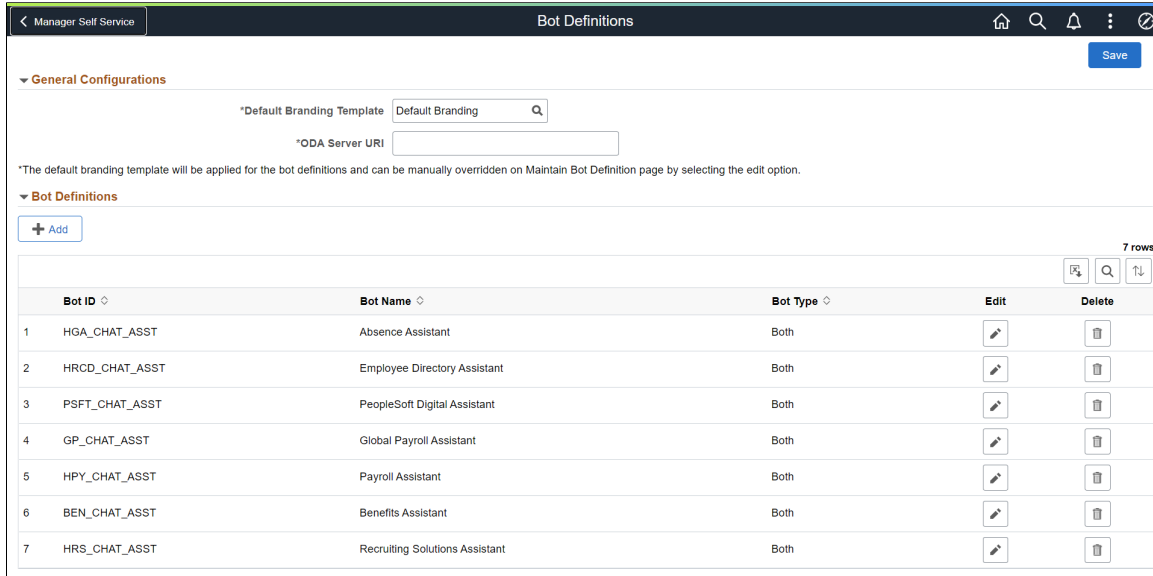 Manager Self Service Bot Definitions
Save
General Configurations
*Default Branding Template Default Branding
*ODA Server URI
*The default branding template will be applied for the bot definitions and can be manually overridden on Maintain Bot Definition page by selecting the edit option.
Bot Definitions
Add
7 rows
Bot ID Bot Name Bot Type Edit Delete
1 HGA_CHAT_ASST Absence Assistant Both
2 HRCD_CHAT_ASST Employee Directory Assistant Both
3 PSFT_CHAT_ASST PeopleSoft Digital Assistant Both
4 GP_CHAT_ASST Global Payroll Assistant Both
5 HPY_CHAT_ASST Payroll Assistant Both
6 BEN_CHAT_ASST Benefits Assistant Both
7 HRS_CHAT_ASST Recruiting Solutions Assistant Both